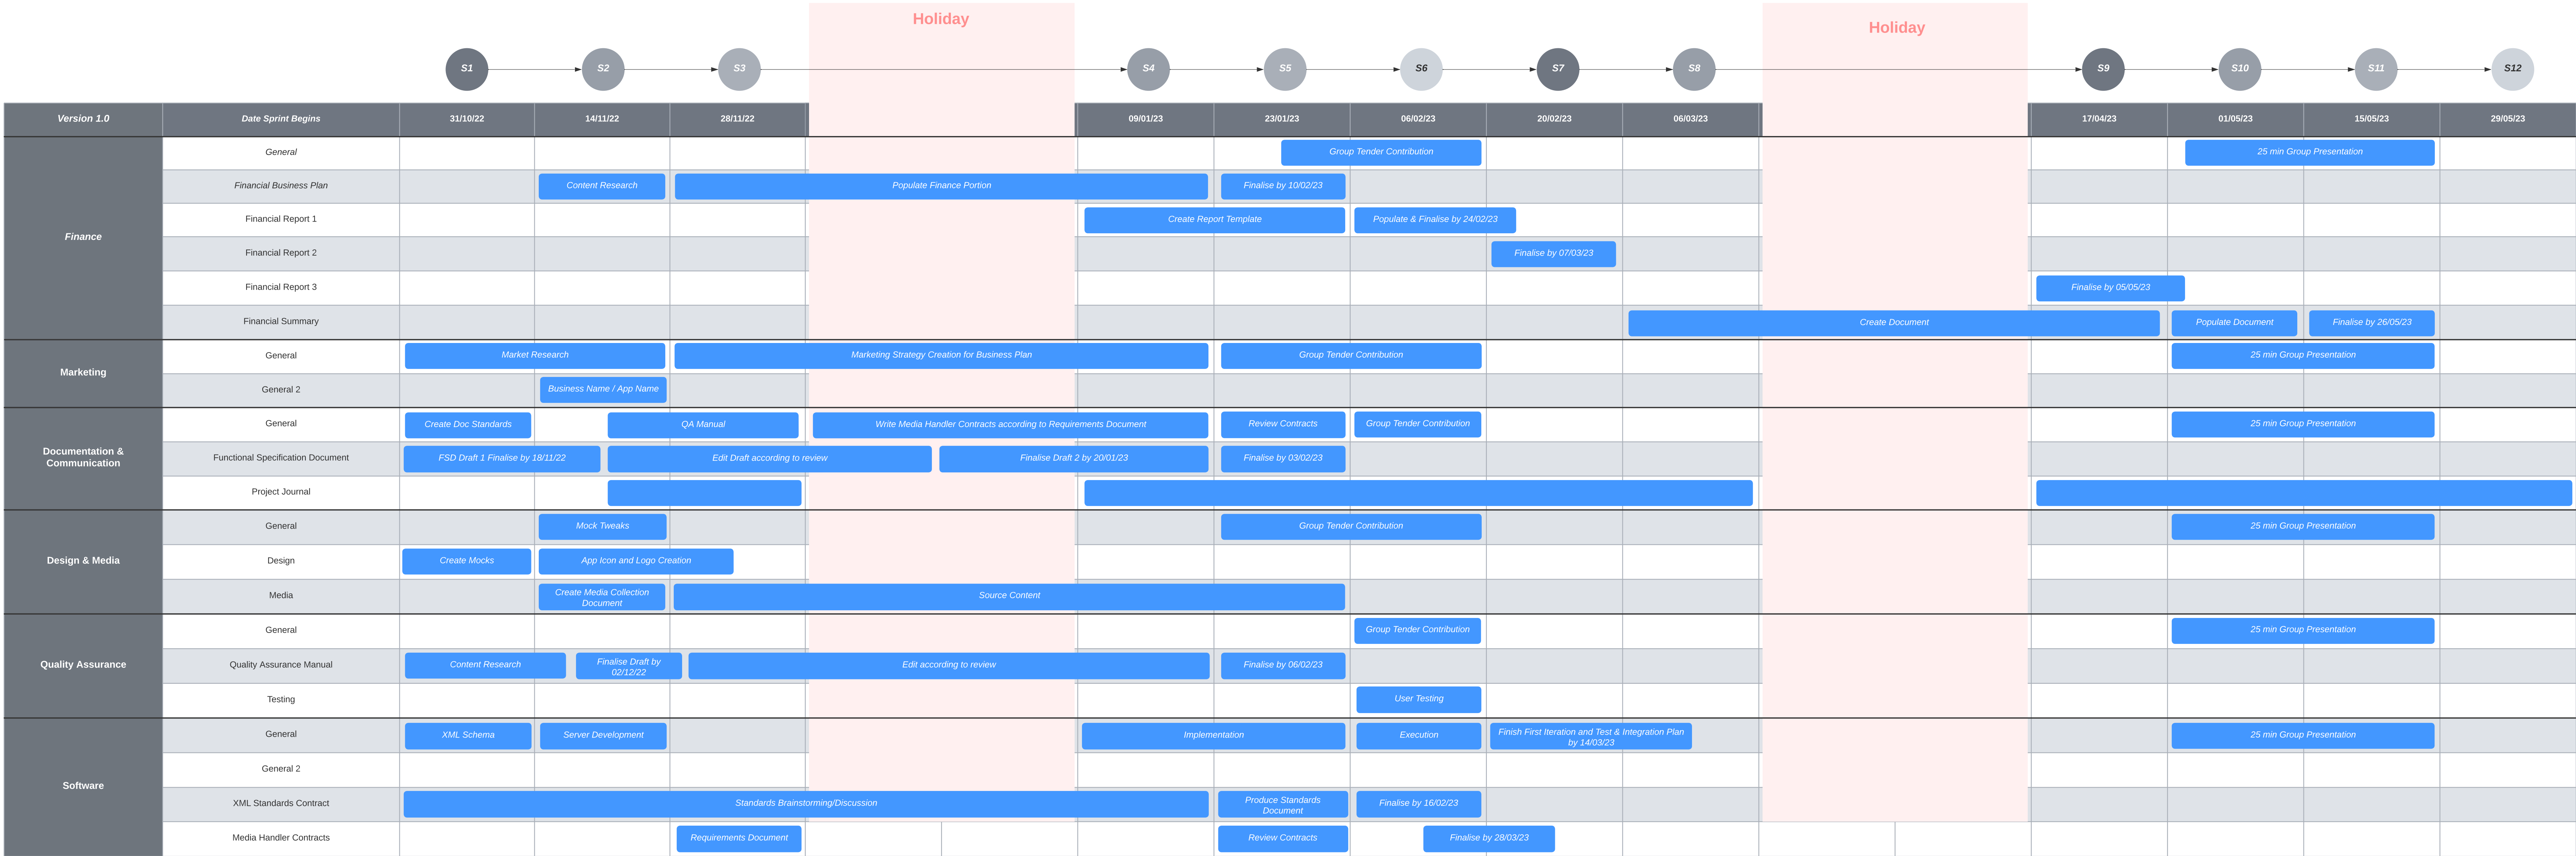 Holiday
Holiday
S1
S2
S3
S4
S5
S6
S7
S8
S9
S10
S11
S12
Version 1.0
Date Sprint Begins
31/10/22
14/11/22
28/11/22
09/01/23
23/01/23
06/02/23
20/02/23
06/03/23
17/04/23
01/05/23
15/05/23
29/05/23
Finance
General
Group Tender Contribution
25 min Group Presentation
Financial Business Plan
Content Research
Populate Finance Portion
Finalise by 10/02/23
Financial Report 1
Create Report Template
Populate & Finalise by 24/02/23
Financial Report 2
Finalise by 07/03/23
Financial Report 3
Finalise by 05/05/23
Financial Summary
Create Document
Populate Document
Finalise by 26/05/23
Marketing
General
Market Research
Marketing Strategy Creation for Business Plan
Group Tender Contribution
25 min Group Presentation
General 2
Business Name / App Name
Documentation &
Communication
General
Create Doc Standards
QA Manual
Write Media Handler Contracts according to Requirements Document
Review Contracts
Group Tender Contribution
25 min Group Presentation
Functional Specification Document
FSD Draft 1 Finalise by 18/11/22
Edit Draft according to review
Finalise Draft 2 by 20/01/23
Finalise by 03/02/23
Project Journal
Design & Media
General
Mock Tweaks
Group Tender Contribution
25 min Group Presentation
Design
Create Mocks
App Icon and Logo Creation
Media
Create Media Collection
Document
Source Content
Quality Assurance
General
Group Tender Contribution
25 min Group Presentation
Quality Assurance Manual
Content Research
Finalise Draft by
02/12/22
Edit according to review
Finalise by 06/02/23
Testing
User Testing
Software
General
XML Schema
Server Development
Implementation
Execution
Finish First Iteration and Test & Integration Plan
by 14/03/23
25 min Group Presentation
General 2
XML Standards Contract
Standards Brainstorming/Discussion
Produce Standards
Document
Finalise by 16/02/23
Media Handler Contracts
Requirements Document
Review Contracts
Finalise by 28/03/23